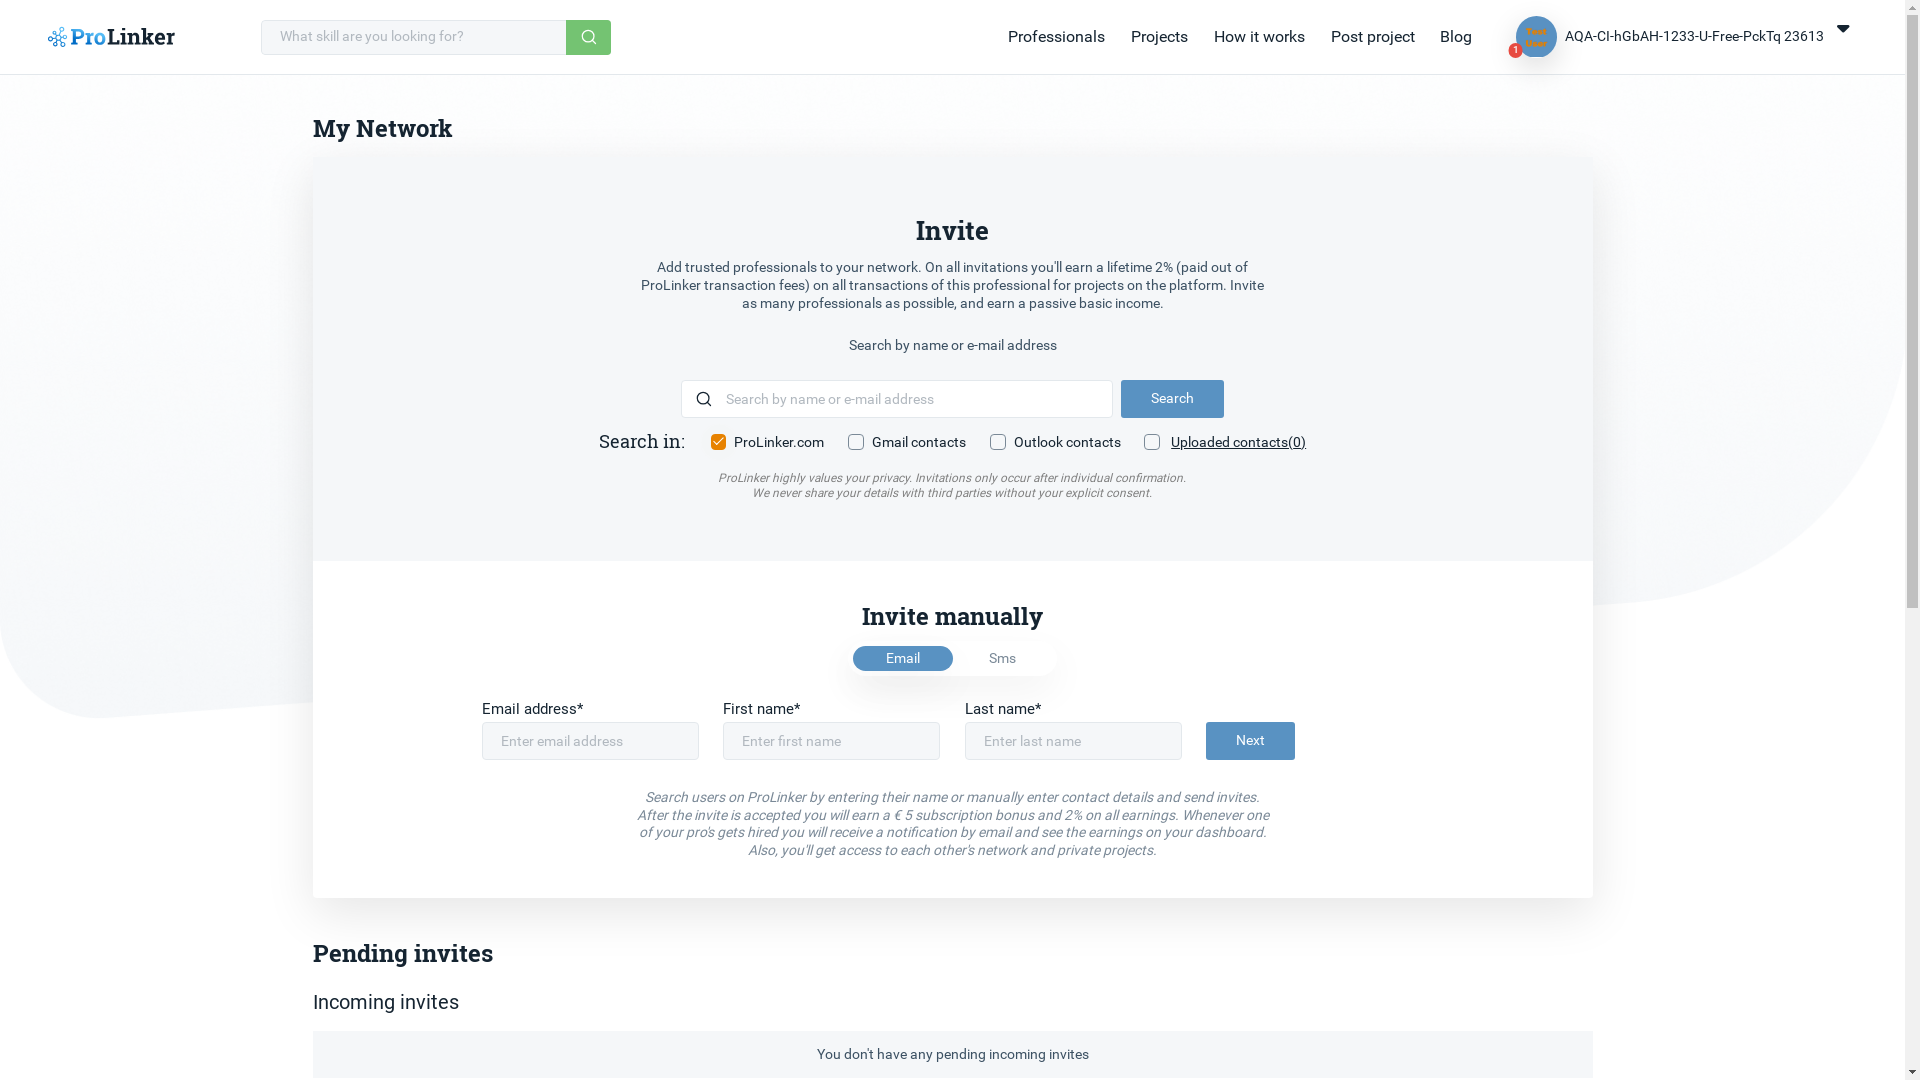 ProLinker
What skill are you looking for?
Professionals
Projects
How it works
Post project
Blog
Test
User
1
AQA-CI-hGbAH-1233-U-Free-PckTq 23613
My Network
Invite
Add trusted professionals to your network. On all invitations you'll earn a lifetime 2% (paid out of
ProLinker transaction fees) on all transactions of this professional for projects on the platform. Invite
as many professionals as possible, and earn a passive basic income.
Search by name or e-mail address
Search by name or e-mail address
Search
Search in:
ProLinker.com
Gmail contacts
Outlook contacts
Uploaded contacts(0)
ProLinker highly values your privacy. Invitations only occur after individual confirmation.
We never share your details with third parties without your explicit consent.
Invite manually
Email
Sms
Email address*
First name*
Last name*
Enter email address
Enter first name
Enter last name
Next
Search users on ProLinker by entering their name or manually enter contact details and send invites.
After the invite is accepted you will earn a € 5 subscription bonus and 2% on all earnings. Whenever one
of your pro's gets hired you will receive a notification by email and see the earnings on your dashboard.
Also, you'll get access to each other's network and private projects.
Pending invites
Incoming invites
You don't have any pending incoming invites